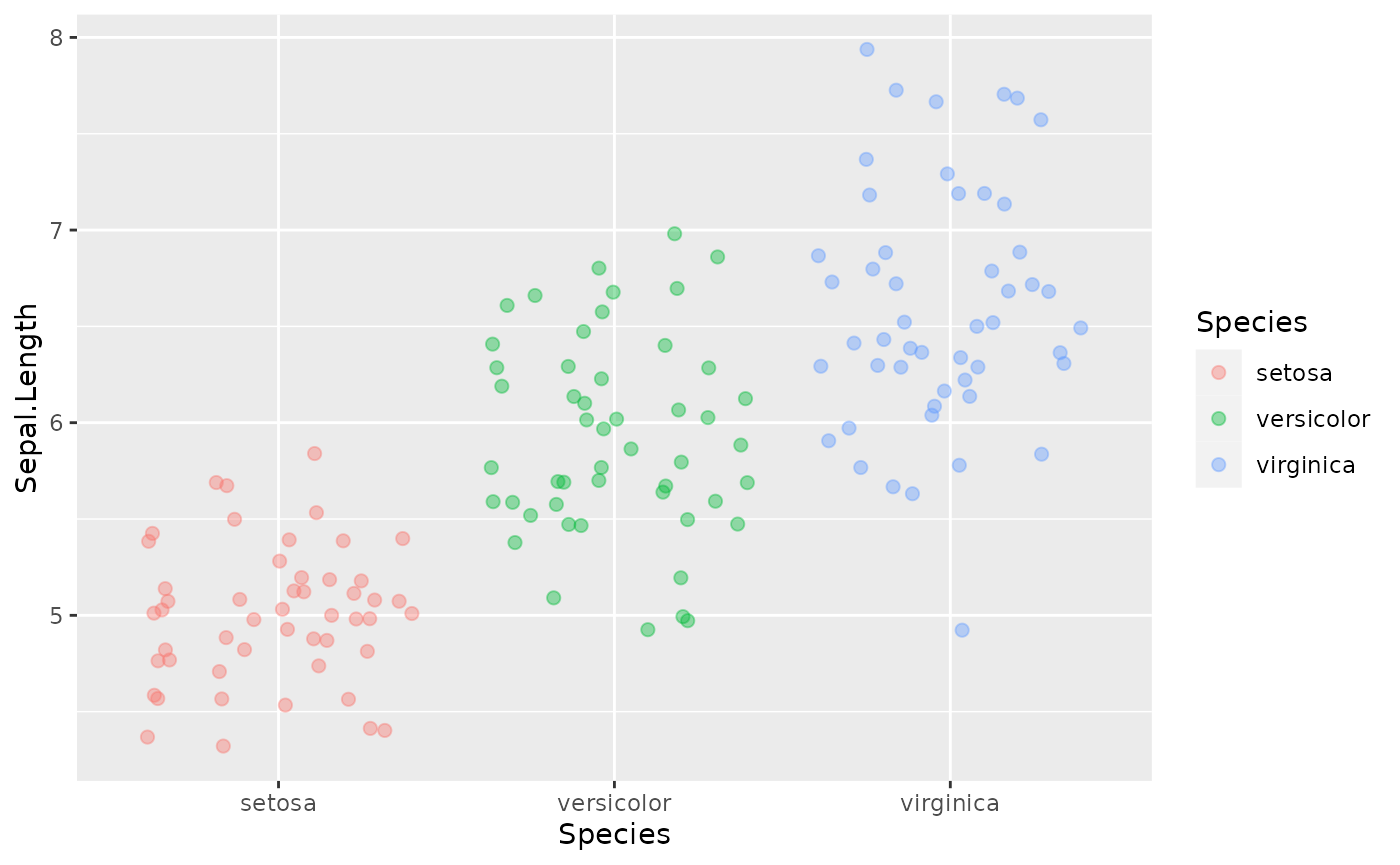 8
7
6
5
Sepal.Length
setosa
versicolor
virginica
Species
Species
setosa
versicolor
virginica